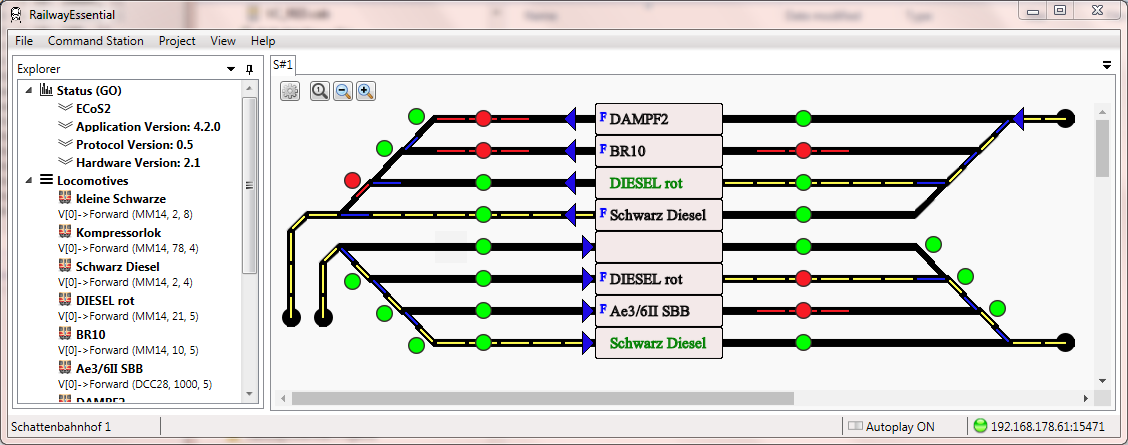 RailwayEssential
File Command Station Project View Help
Explorer
S#1
Status (GO)
ECoS2
Application Version: 4.2.0
Protocol Version: 0.5
Hardware Version: 2.1
Locomotives
kleine Schwarze
V[0]->Forward (MM14, 2, 8)
Kompressorlok
V[0]->Forward (MM14, 78, 4)
Schwarz Diesel
V[0]->Forward (MM14, 2, 4)
DIESEL rot
V[0]->Forward (MM14, 21, 5)
BR10
V[0]->Forward (MM14, 10, 5)
Ae3/6II SBB
V[0]->Forward (DCC28, 1000, 5)
DAMPF2
1
F DAMPF2
F BR10
DIESEL rot
F Schwarz Diesel
F DIESEL rot
F Ae3/6II SBB
Schwarz Diesel
Schattenbahnhof 1
Autoplay ON
192.168.178.61:15471